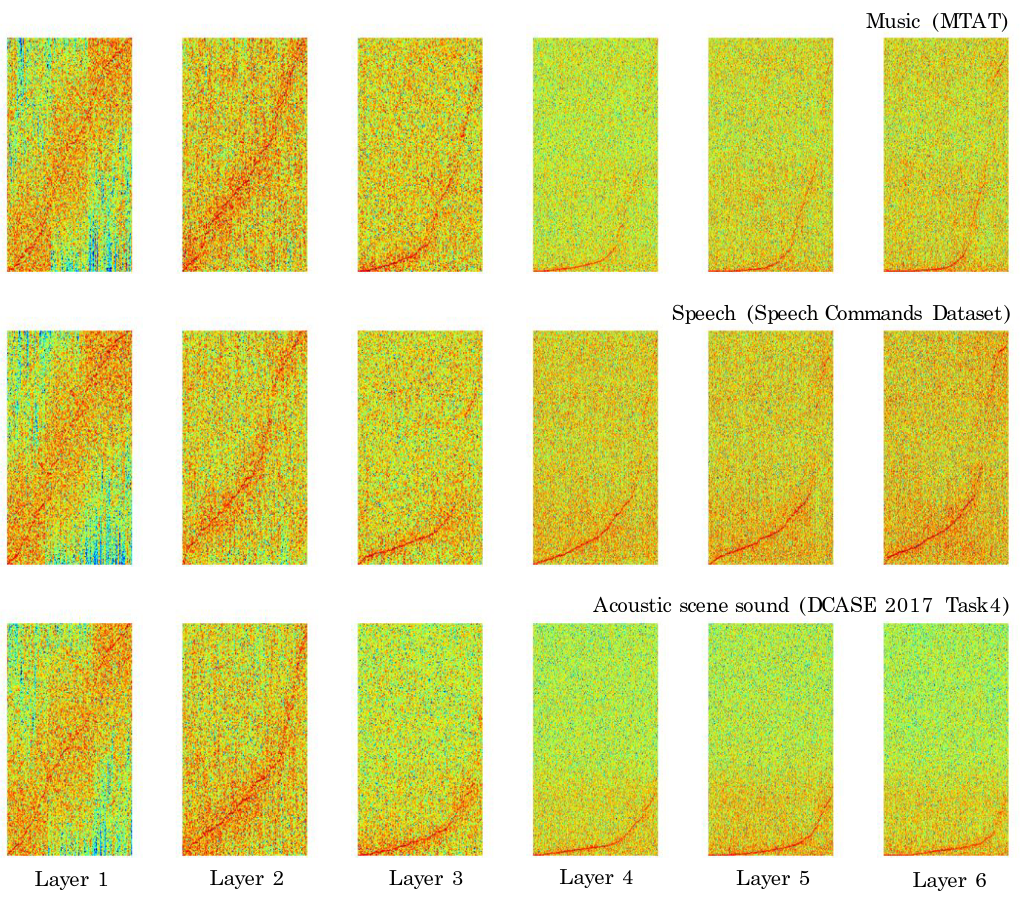 Music (MTAT)
Speech (Speech Commands Dataset)
Acoustic scene sound (DCASE 2017 Task4)
Layer 1 Layer 2 Layer 3 Layer 4 Layer 5 Layer 6